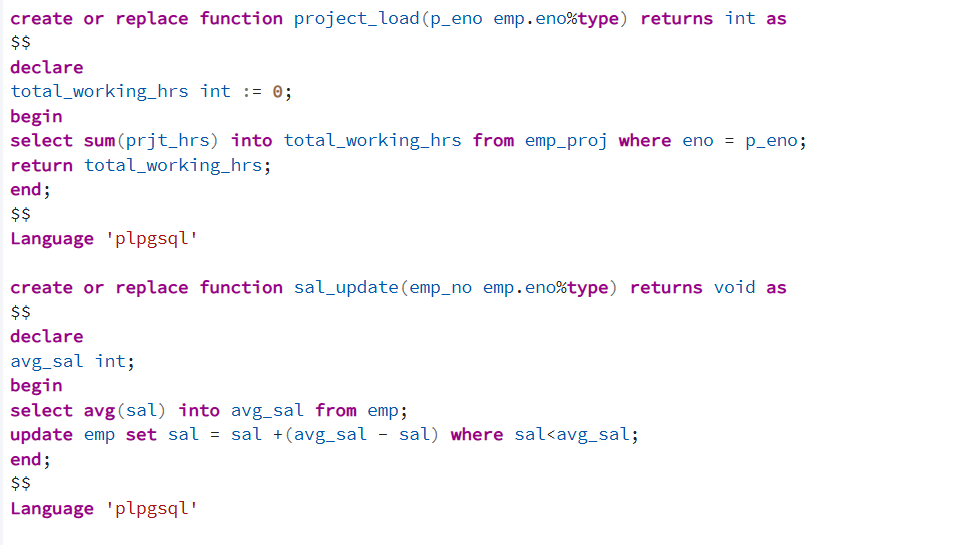 create or replace function project_load(p_eno emp.eno%type) returns int as
$$
declare
total_working_hrs int := 0;
begin
select sum(prjt_hrs) into total_working_hrs from emp_proj where eno = p_eno;
return total_working_hrs;
end;
$$
Language 'plpgsql'

create or replace function sal_update(emp_no emp.eno%type) returns void as
$$
declare
avg_sal int;
begin
select avg(sal) into avg_sal from emp;
update emp set sal = sal +(avg_sal - sal) where sal<avg_sal;
end;
$$
Language 'plpgsql'